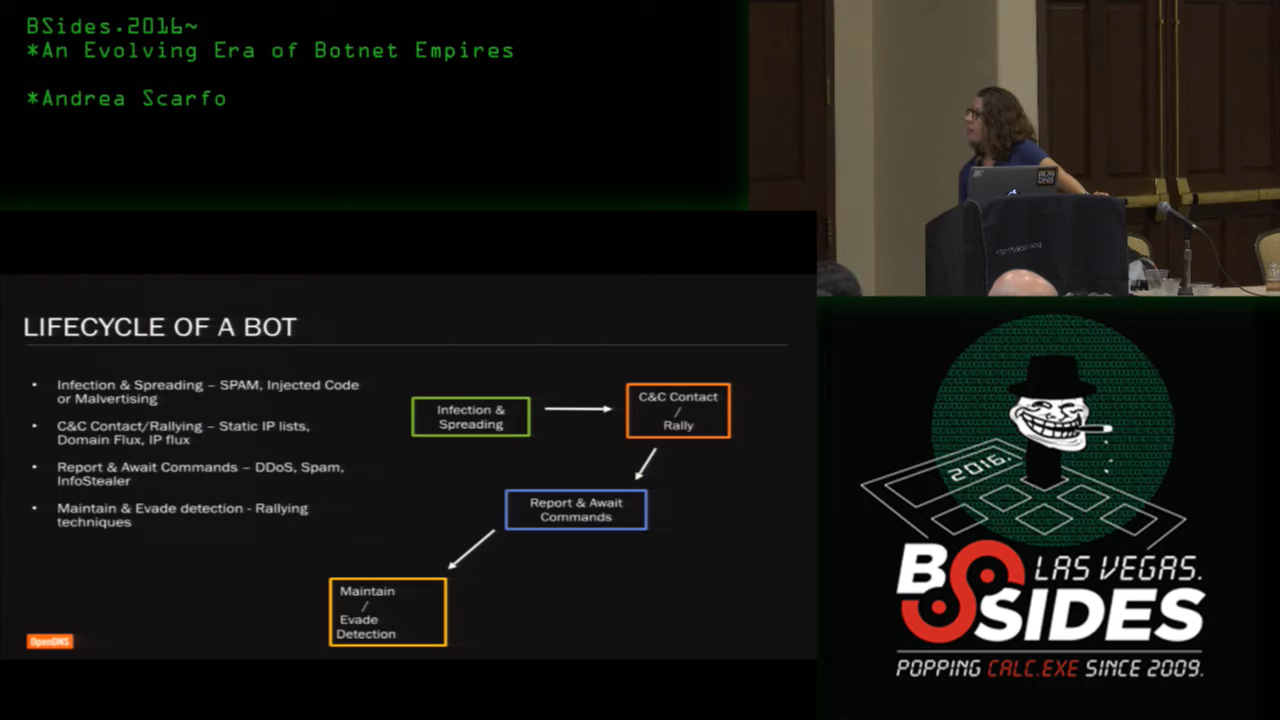 BSides.2016~
*An Evolving Era of Botnet Empires
*Andrea Scarfo
RUN
DNS
LIFECYCLE OF A BOT
• Infection & Spreading – SPAM, Injected Code
or Malvertising
• C&C Contact/Rallying – Static IP lists,
Domain Flux, IP flux
• Report & Await Commands – DDoS, Spam,
InfoStealer
• Maintain & Evade detection - Rallying
techniques
Infection &
Spreading
C&C Contact
/
Rally
Report & Await
Commands
Maintain
/
Evade
Detection
OpenDNS
2016.
BSIDES
LAS VEGAS.
POPPING CALC.EXE SINCE 2009.